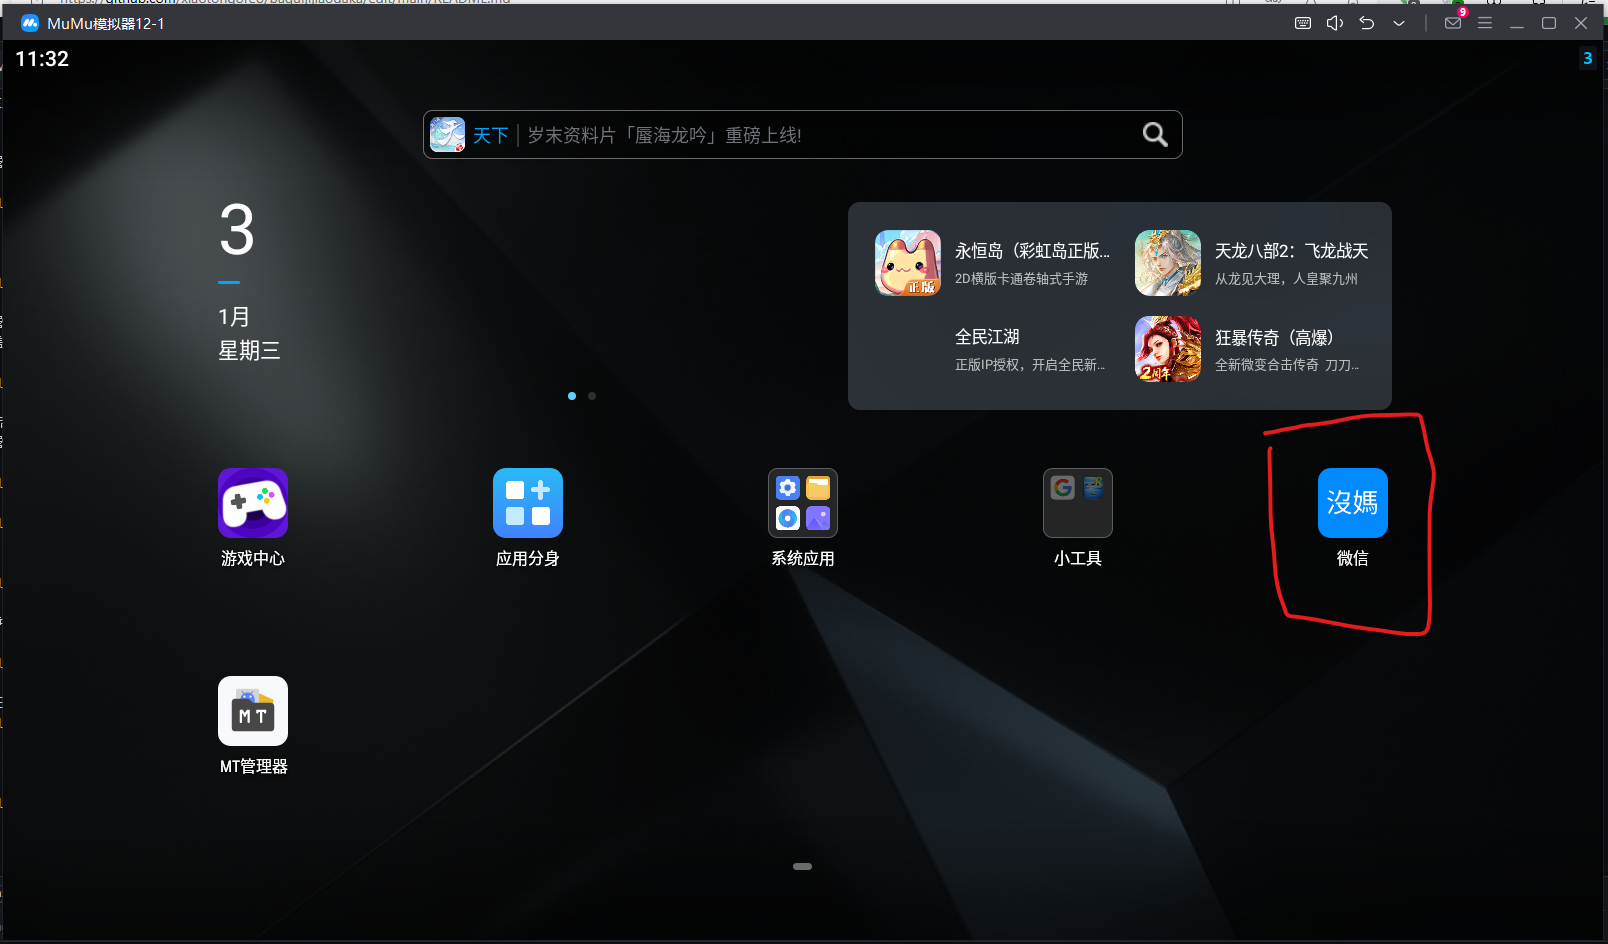 MuMu模拟器12-1
9
11:32
3
天下
岁末资料片「蜃海龙吟」重磅上线!
3
1月
星期三
永恒岛（彩虹岛正版...
2D横版卡通卷轴式手游
正版
天龙八部2：飞龙战天
从龙见大理，人皇聚九州
全民江湖
正版IP授权，开启全民新...
狂暴传奇（高爆）
全新微变合击传奇 刀刀...
2周年
游戏中心
应用分身
系统应用
小工具
沒媽
微信
MT
MT管理器